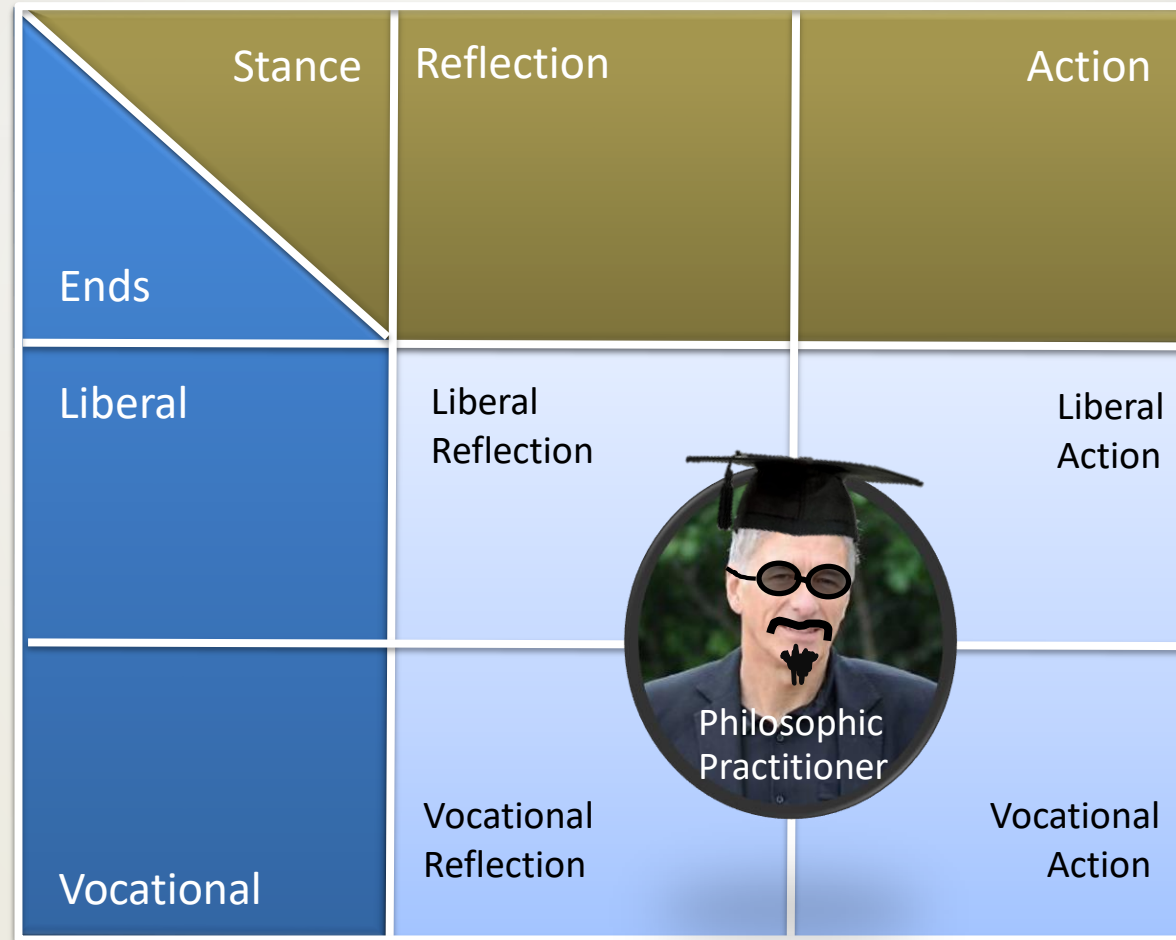 Stance
Reflection
Action
Ends
Liberal
Liberal
Reflection
Liberal
Action
Philosophic
Practitioner
Vocational
Vocational
Reflection
Vocational
Action